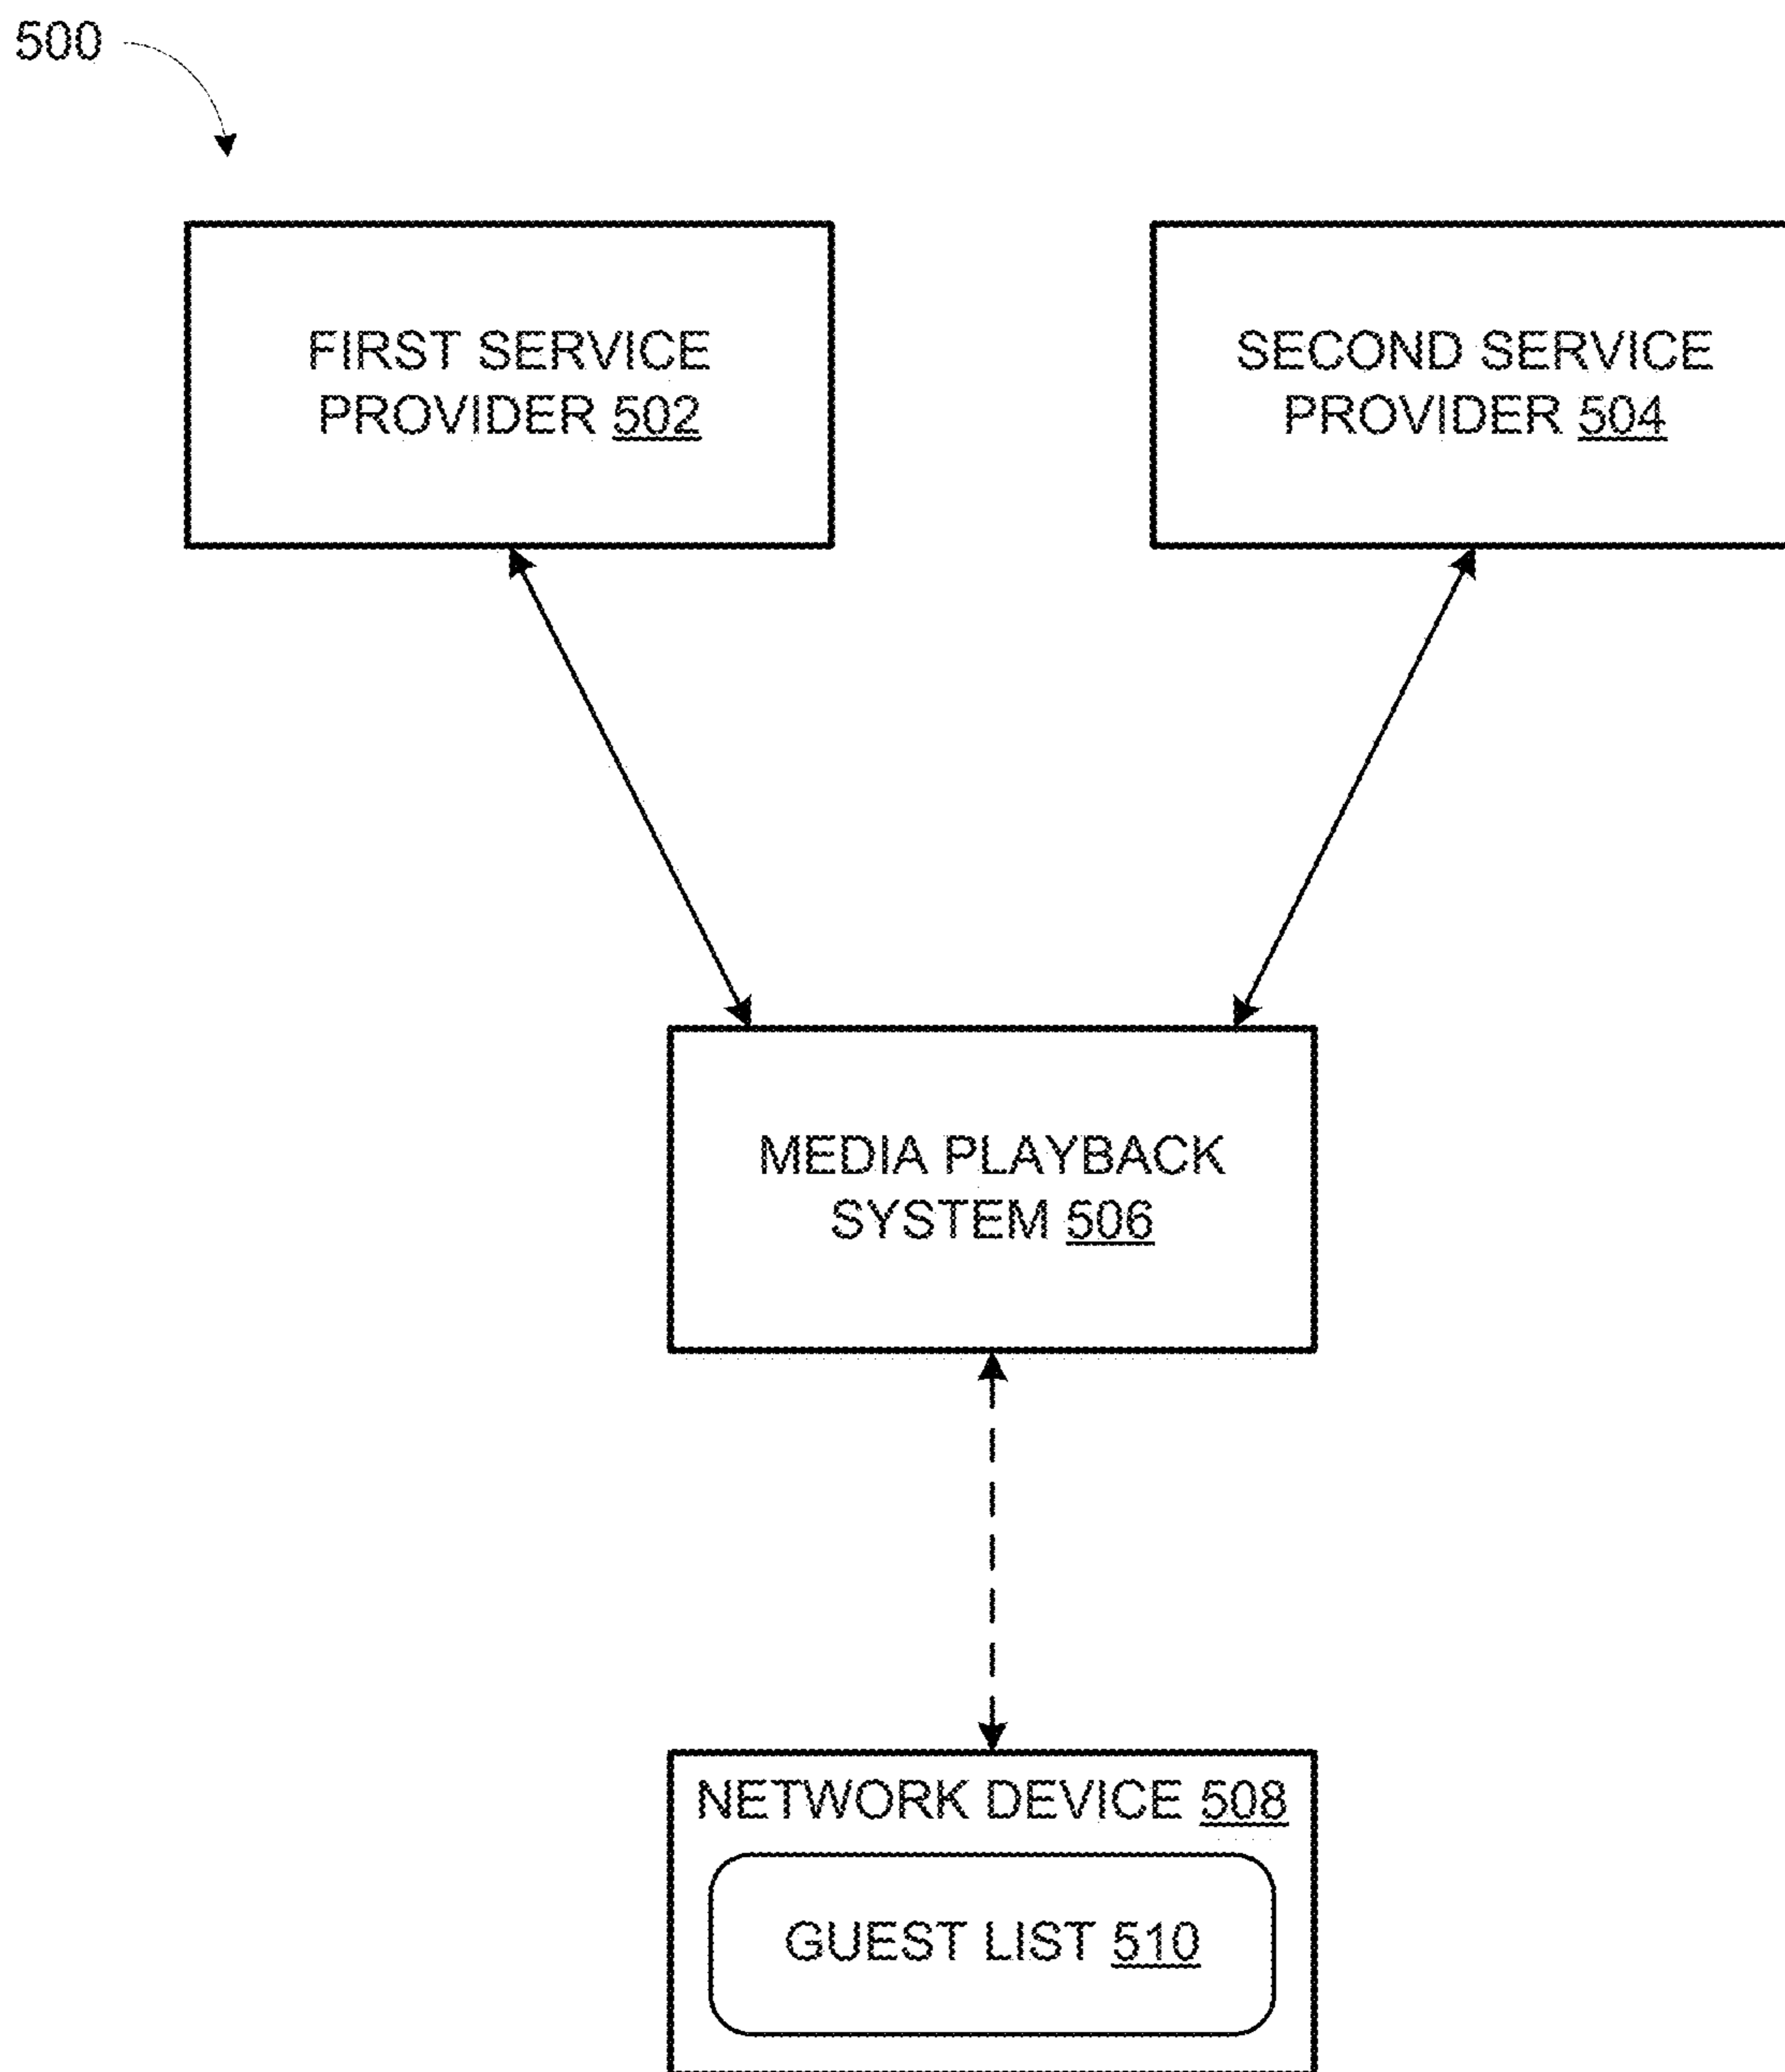 500
FIRST SERVICE
PROVIDER 502
SECOND SERVICE
PROVIDER 504
MEDIA PLAYBACK
SYSTEM 506
NETWORK DEVICE 508
GUEST LIST 510